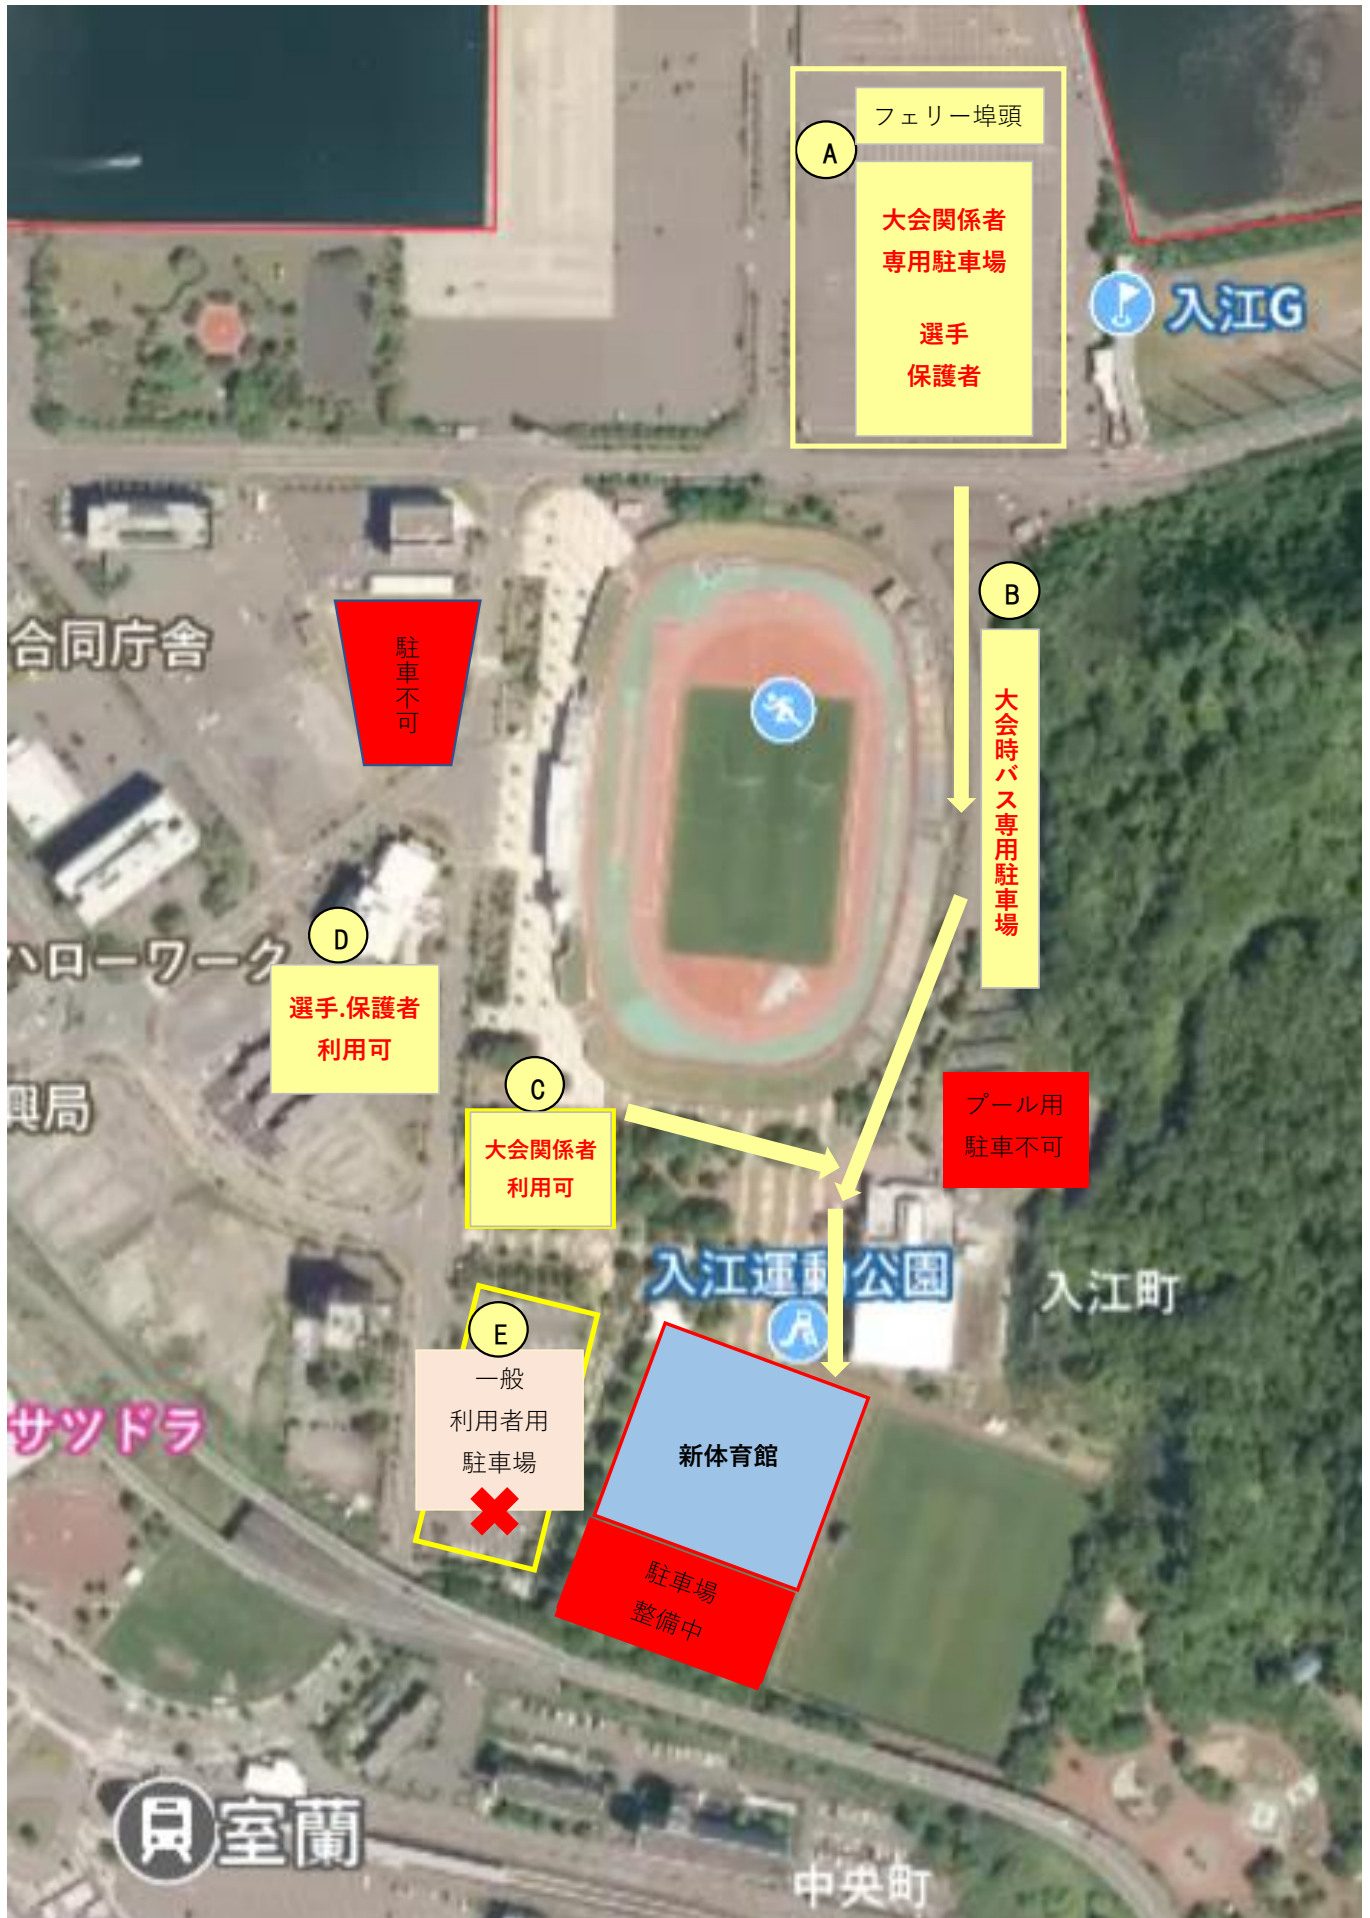 フェリー埠頭
A
大会関係者
専用駐車場
選手
保護者
入江G
B
大会時バス専用駐車場
合同庁舎
駐車不可
D
ハローワーク
選手.保護者
利用可
C
興局
大会関係者
利用可
プール用
駐車不可
入江運動公園
入江町
E
一般
利用者用
駐車場
サツドラ
新体育館
駐車場
整備中
室蘭
中央町